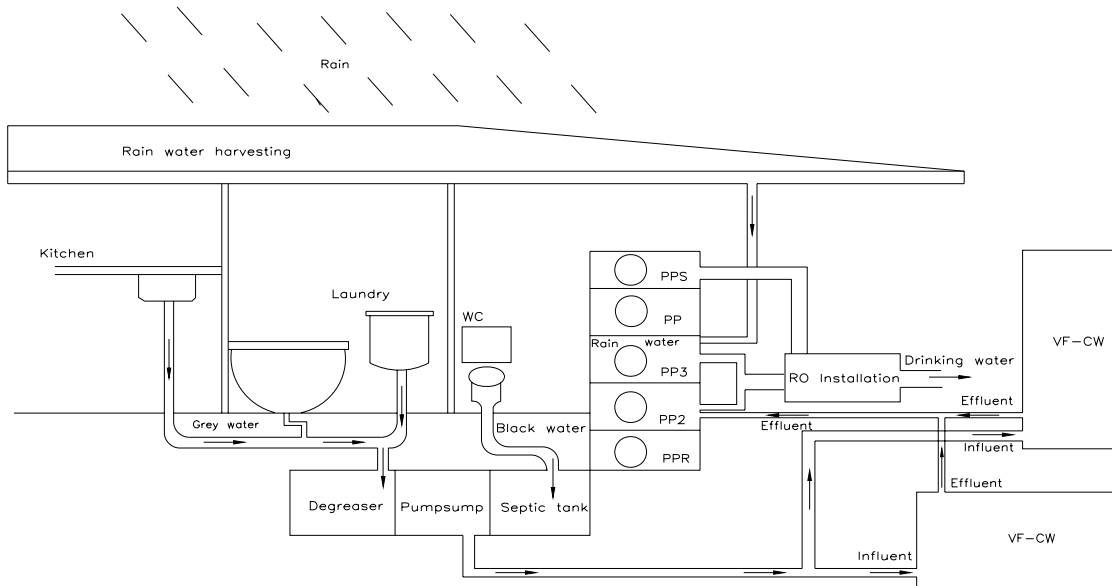 Rain
Rain water harvesting
Kitchen
Laundry
WC
PPS
PP
Rain water
PP3
PP2
PPR
RO Installation
Drinking water
VF-CW
Effluent
Effluent
Grey water
Black water
Influent
Effluent
Degreaser
Pumpsump
Septic tank
VF-CW
Influent